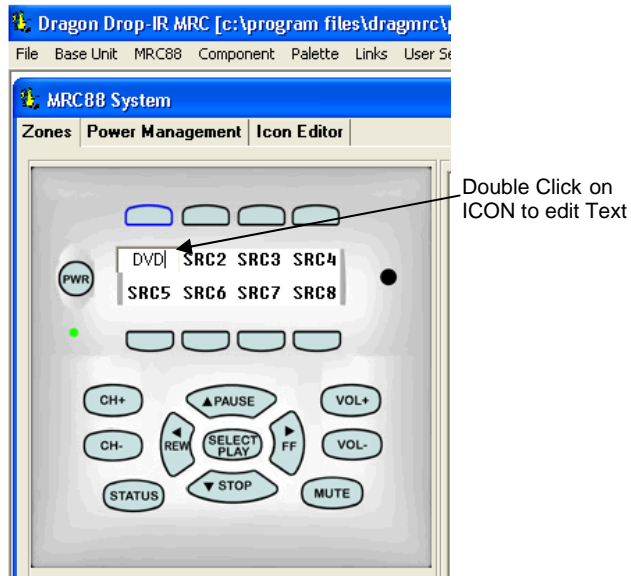 Dragon Drop-IR MRC [c:\program files\dragmrc\p
File Base Unit MRC88 Component Palette Links User Se
MRC88 System
Zones Power Management Icon Editor
Double Click on
ICON to edit Text
DVD SRC2 SRC3 SRC4
PWR
SRC5 SRC6 SRC7 SRC8
CH+ ▲PAUSE VOL+
CH- ◀ REW SELECT PLAY ▶ FF VOL-
STATUS ▼ STOP MUTE